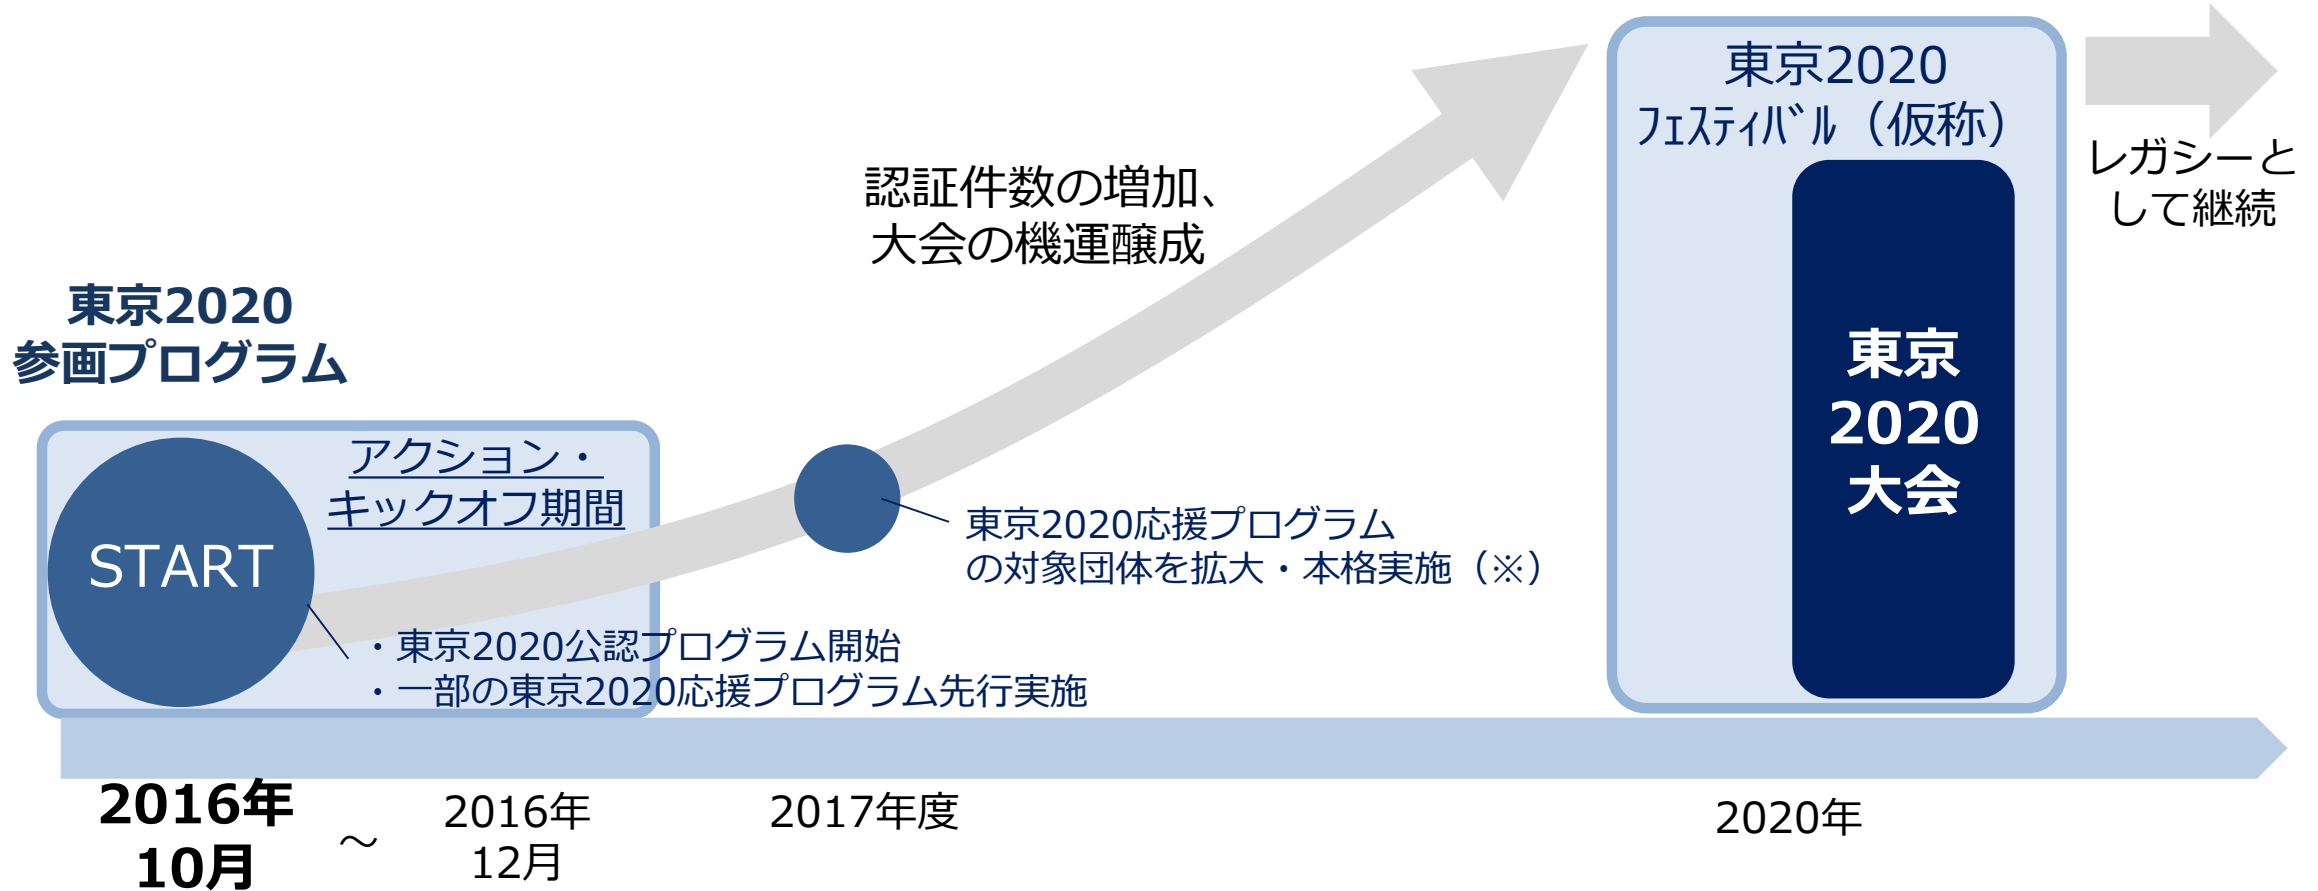 東京2020
参画プログラム
START
アクション・
キックオフ期間
・東京2020公認プログラム開始
・一部の東京2020応援プログラム先行実施
認証件数の増加、
大会の機運醸成
東京2020応援プログラム
の対象団体を拡大・本格実施（※）
東京2020
ﾌｪｽﾃｨﾊﾞﾙ（仮称）
東京
2020
大会
レガシーと
して継続
2016年
10月
～
2016年
12月
2017年度
2020年